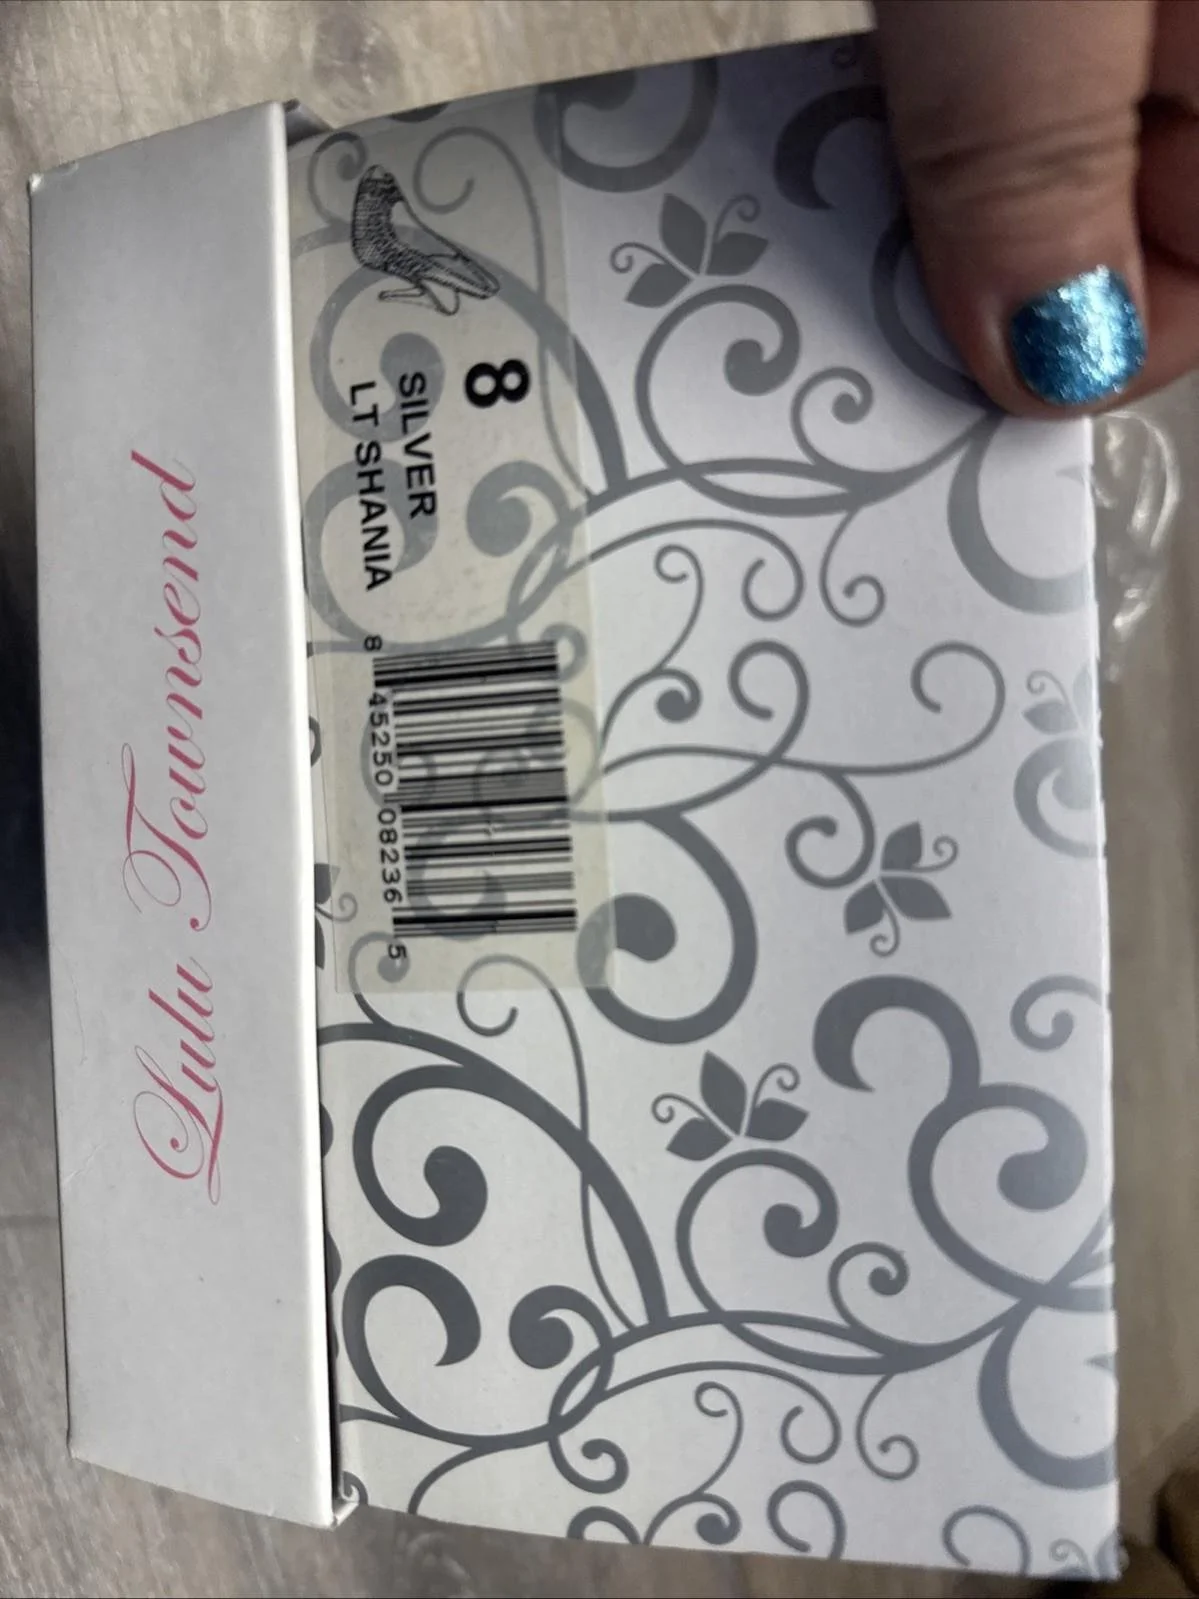 Lulu Townsend
8
SILVER
LT SHANIA
8 45250 08236 5